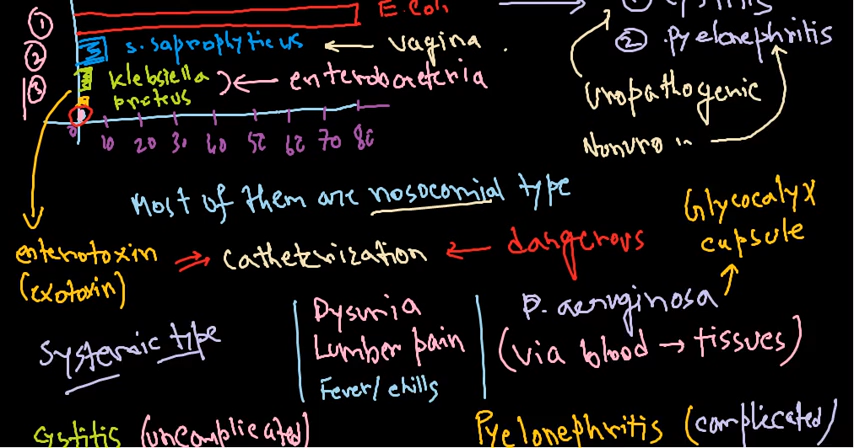 ① E.Coli
② S. saprophyticus ← vagina
③ Klebsiella
proteus
← enterobacteria
0 10 20 30 40 50 60 70 80
② Pyelonephritis
Uropathogenic
Nonuro "
Most of them are nosocomial type
enterotoxin
(exotoxin)
⇒ catheterization ← dangerous
Glycocalyx
capsule
Systemic type
Dysuria
Lumber pain
Fever/chills
P. aeruginosa
(via blood → tissues)
Cystitis (uncomplicated)
Pyelonephritis (complicated)